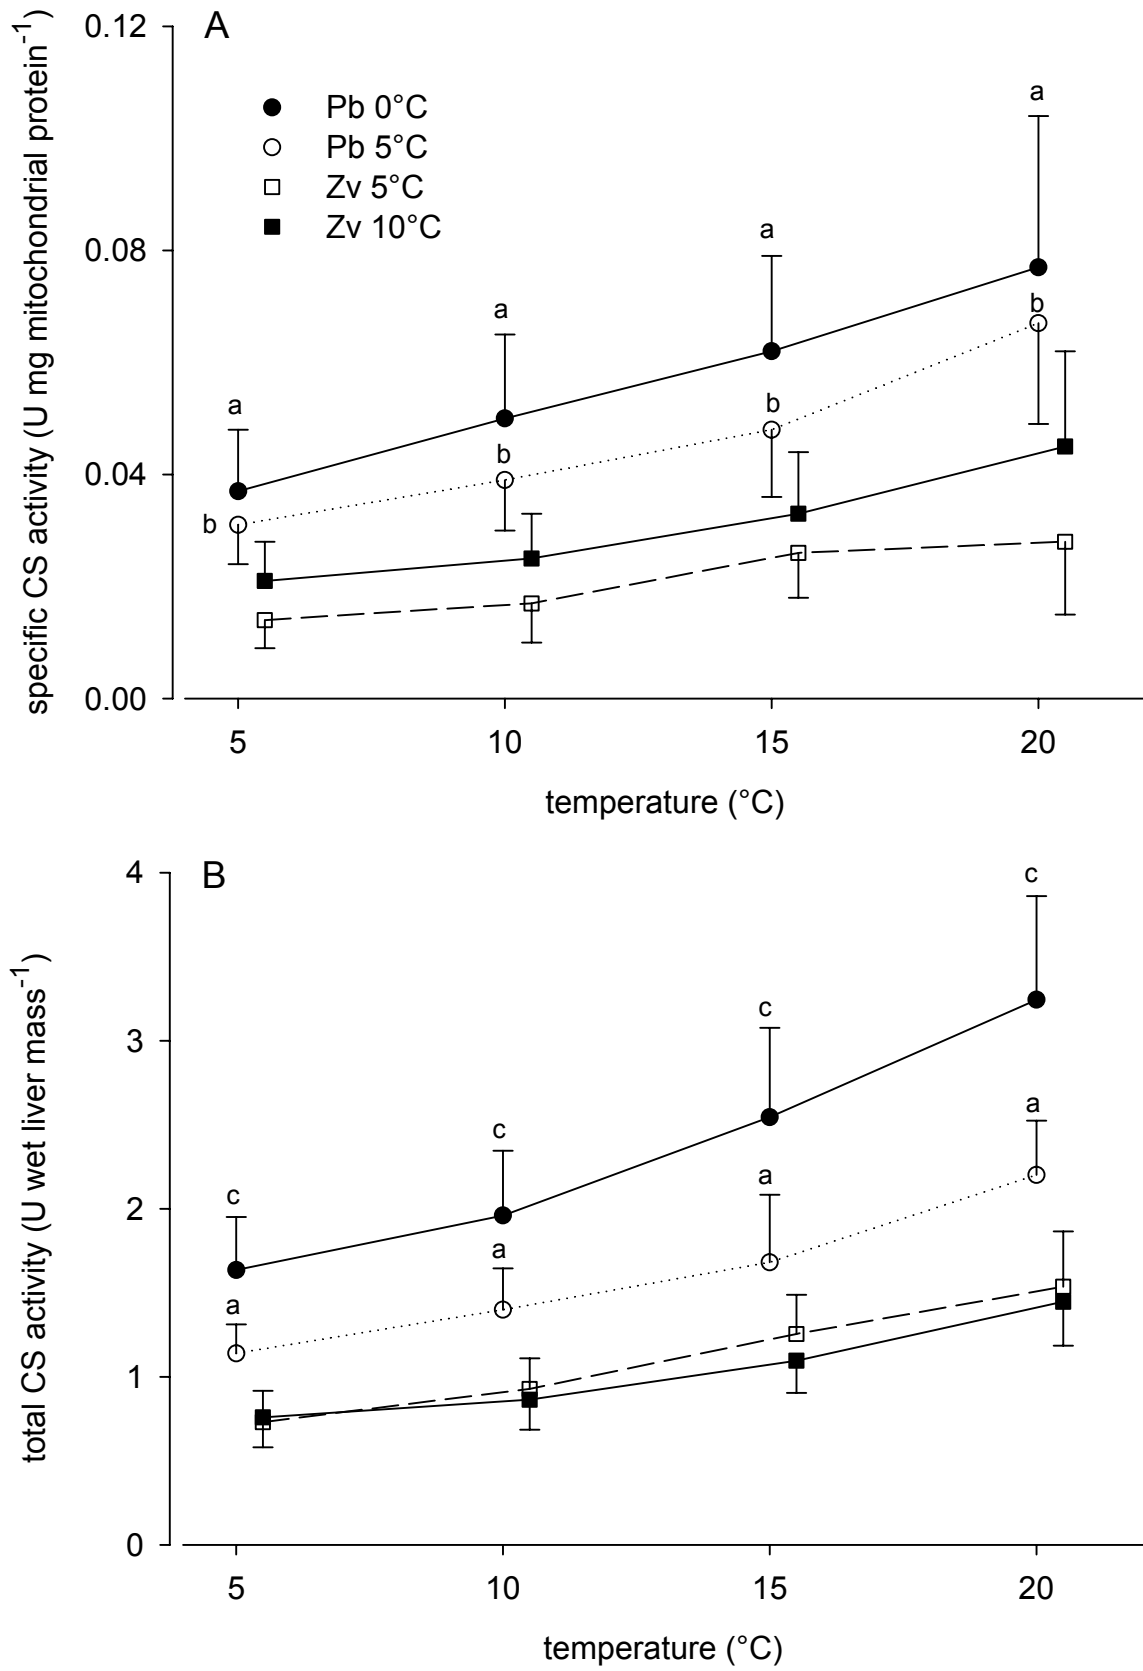 A
specific CS activity (U mg mitochondrial protein⁻¹)
0.12
0.08
0.04
0.00
Pb 0°C
Pb 5°C
Zv 5°C
Zv 10°C
a
a
a
a
b
b
b
b
5
10
15
20
temperature (°C)
B
total CS activity (U wet liver mass⁻¹)
4
3
2
1
0
c
c
c
c
a
a
a
a
5
10
15
20
temperature (°C)